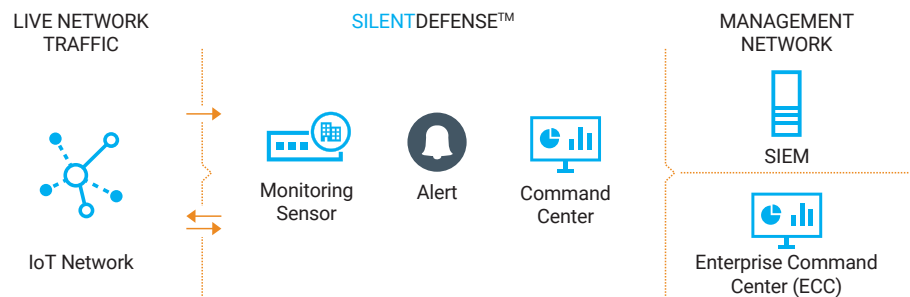 LIVE NETWORK
TRAFFIC
SILENTDEFENSE™
MANAGEMENT
NETWORK
IoT Network
Monitoring
Sensor
Alert
Command
Center
SIEM
Enterprise Command
Center (ECC)